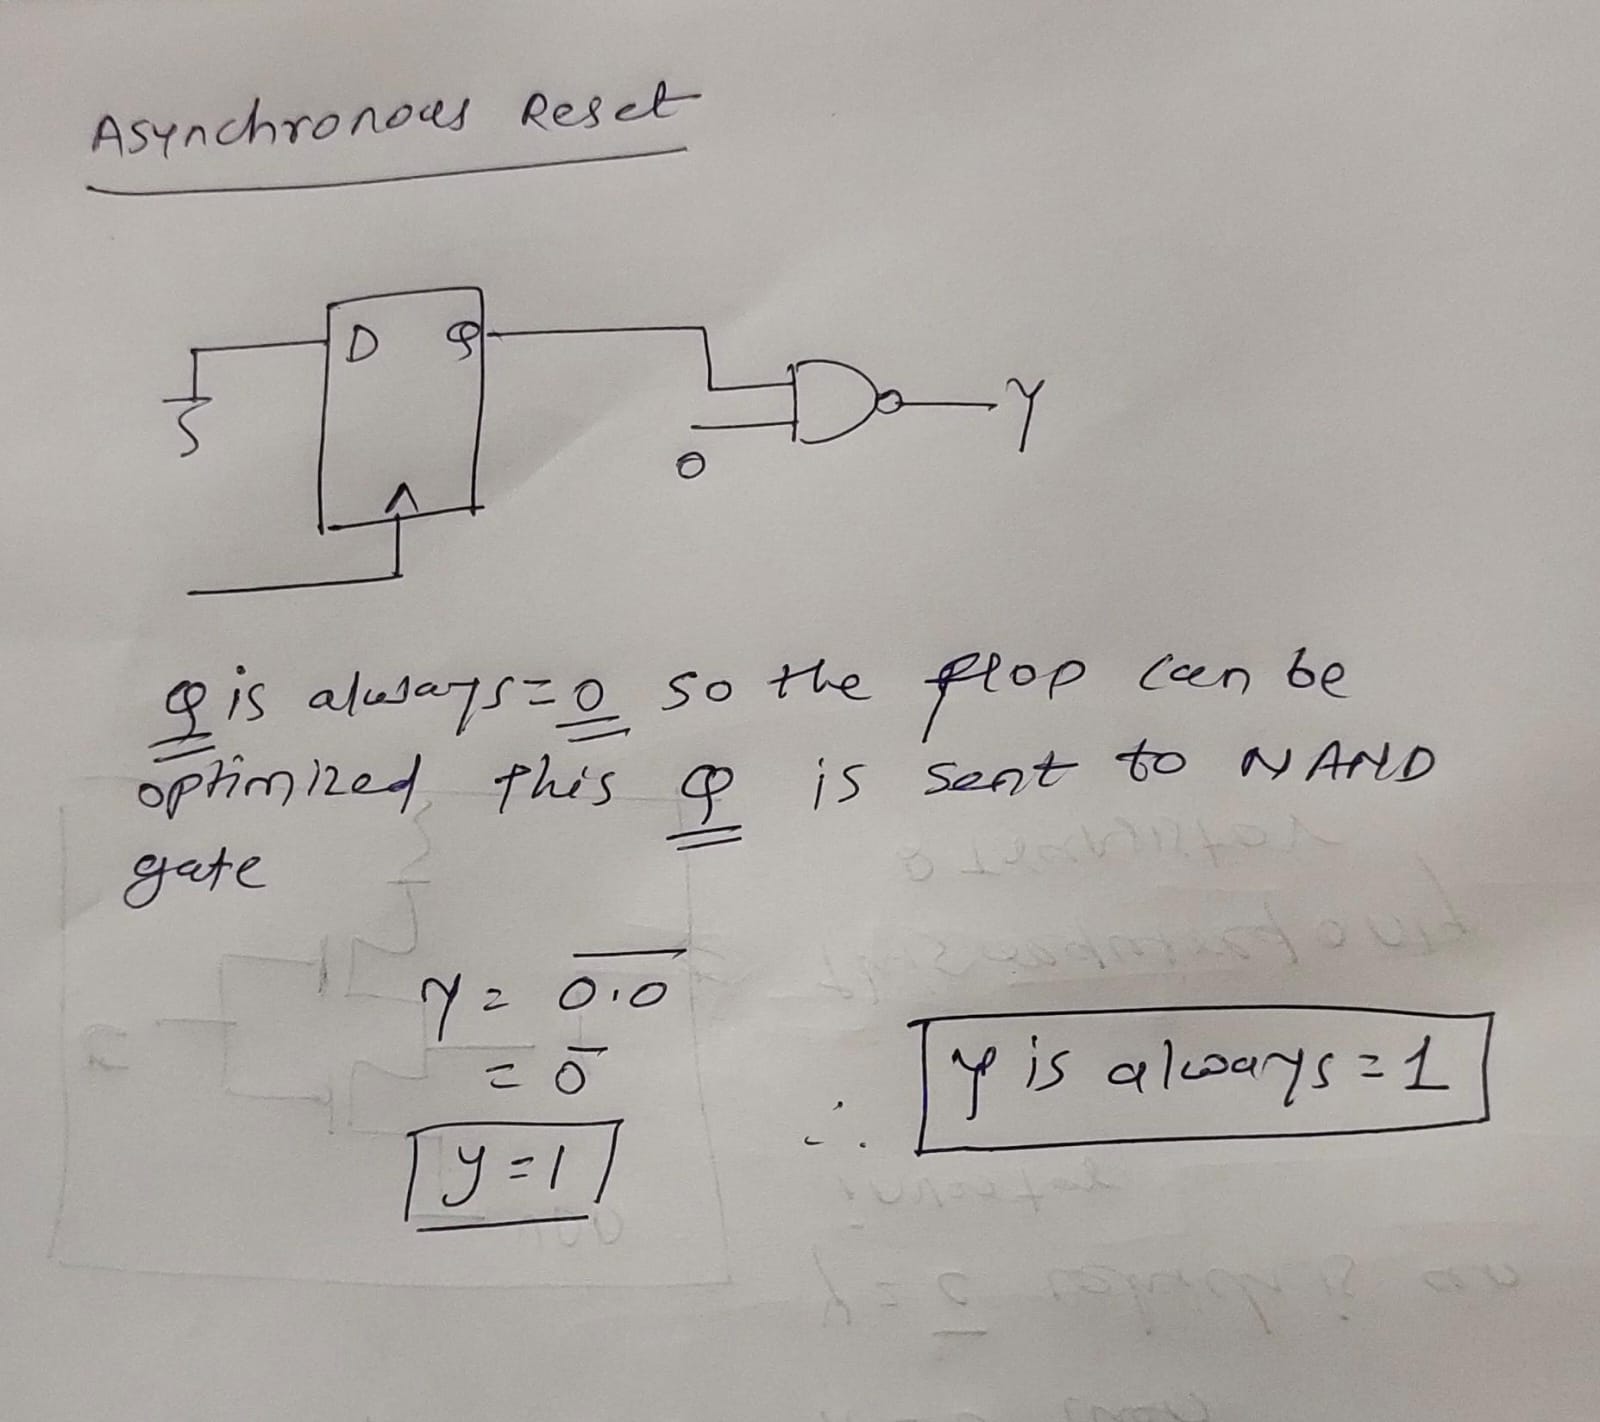 Asynchronous Reset
D Q
Y
0
Q is always = 0 so the flop can be
optimized this Q is sent to NAND
gate
Y = \overline{0.0}
= \overline{0}
y = 1
∴ y is always = 1